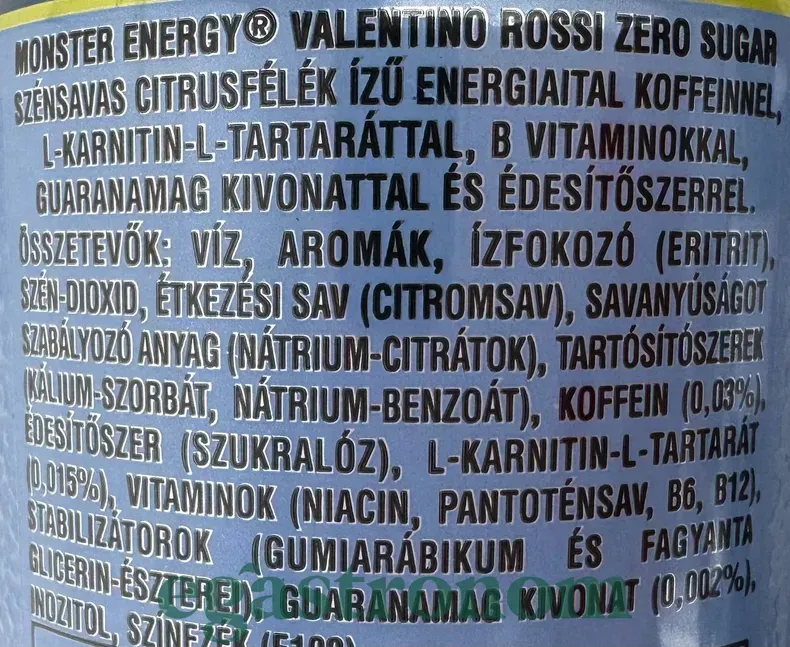 MONSTER ENERGY® VALENTINO ROSSI ZERO SUGAR
SZÉNSAVAS CITRUSFÉLÉK ÍZŰ ENERGIAITAL KOFFEINNEL,
L-KARNITIN-L-TARTARÁTTAL, B VITAMINOKKAL,
GUARANAMAG KIVONATTAL ÉS ÉDESÍTŐSZERREL.
ÖSSZETEVŐK: VÍZ, AROMÁK, ÍZFOKOZÓ (ERITRIT),
SZÉN-DIOXID, ÉTKEZÉSI SAV (CITROMSAV), SAVANYÚSÁGOT
SZABÁLYOZÓ ANYAG (NÁTRIUM-CITRÁTOK), TARTÓSÍTÓSZEREK
(KÁLIUM-SZORBÁT, NÁTRIUM-BENZOÁT), KOFFEIN (0,03%),
ÉDESÍTŐSZER (SZUKRALÓZ), L-KARNITIN-L-TARTARÁT
(0,015%), VITAMINOK (NIACIN, PANTOTÉNSAV, B6, B12),
STABILIZÁTOROK (GUMIARÁBIKUM ÉS FAGYANTA
GLICERIN-ÉSZTEREI), GUARANAMAG KIVONAT (0,002%),
egastronom
INOZITOL, SZÍNEZÉK